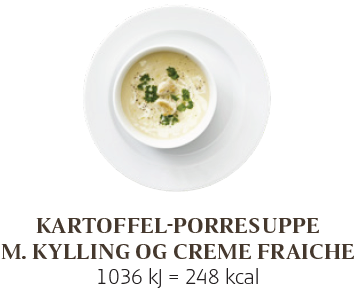 KARTOFFEL-PORRESUPPE
M. KYLLING OG CREME FRAICHE
1036 kJ = 248 kcal